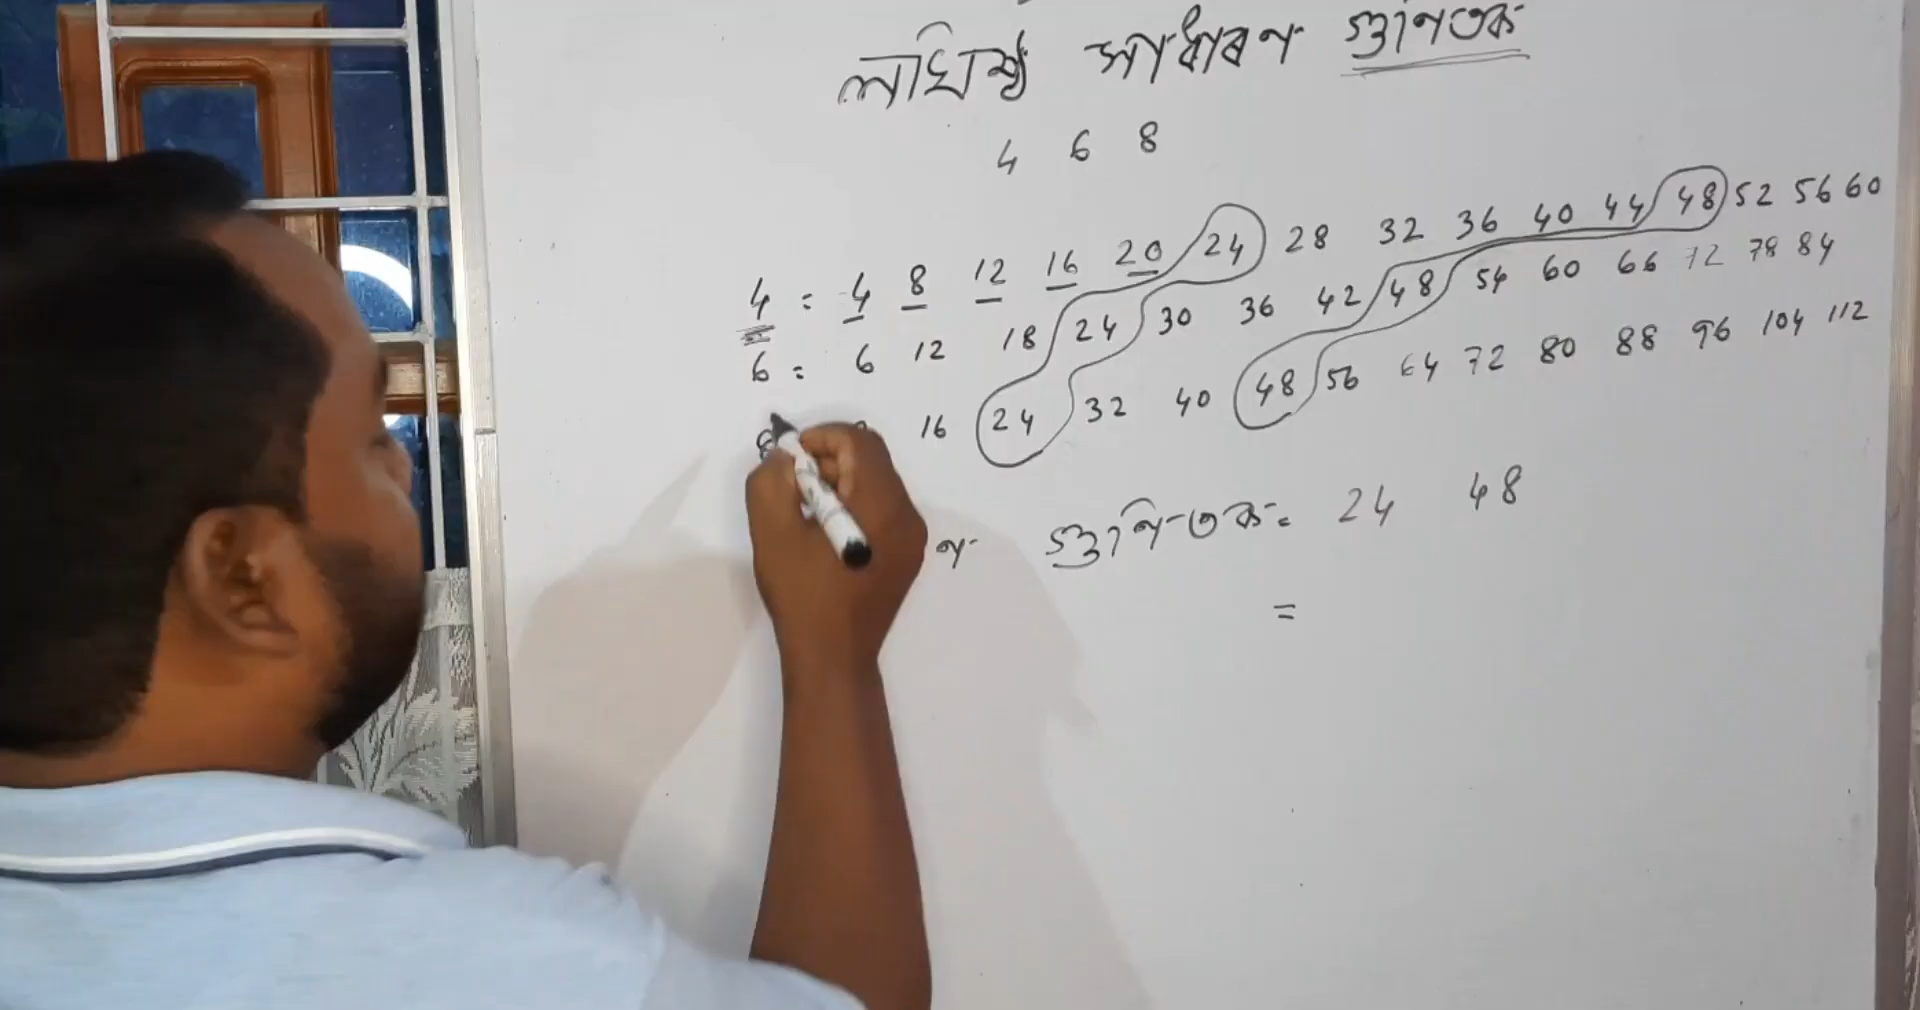 লঘিষ্ঠ সাধাৰণ গুণিতক
4 6 8
4 = 4 8 12 16 20 24 28 32 36 40 44 48 52 56 60
6 = 6 12 18 24 30 36 42 48 54 60 66 72 78 84
8 16 24 32 40 48 56 64 72 80 88 96 104 112
ণ গুণিতক = 24 48
=